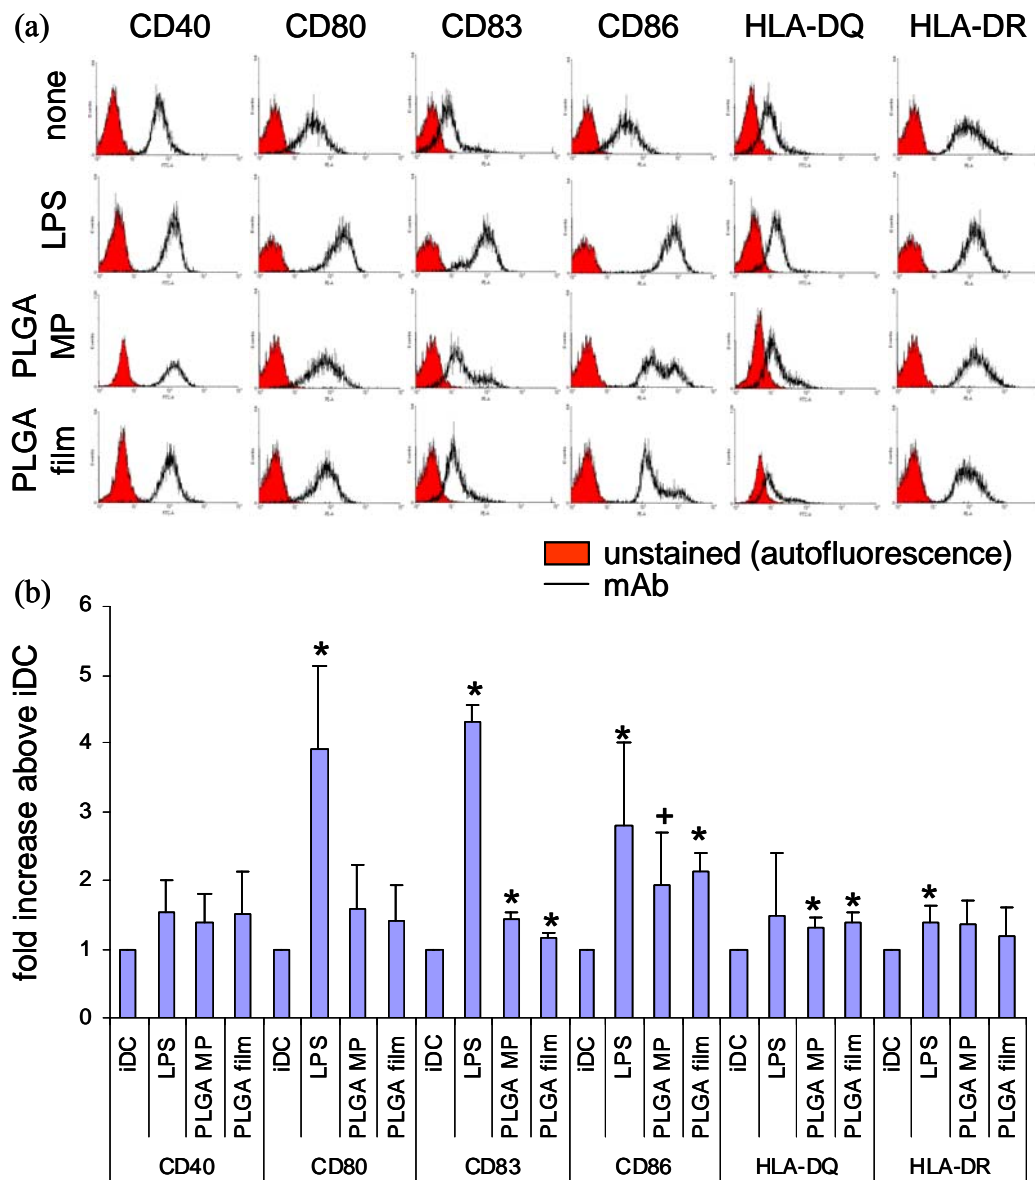 (a) CD40 CD80 CD83 CD86 HLA-DQ HLA-DR
none
LPS
PLGA
MP
PLGA
film
unstained (autofluorescence)
mAb
(b)
fold increase above iDC
6
5
4
3
2
1
0
* * * + * * * *
* *
iDC LPS PLGA MP PLGA film iDC LPS PLGA MP PLGA film iDC LPS PLGA MP PLGA film iDC LPS PLGA MP PLGA film iDC LPS PLGA MP PLGA film iDC LPS PLGA MP PLGA film
CD40 CD80 CD83 CD86 HLA-DQ HLA-DR